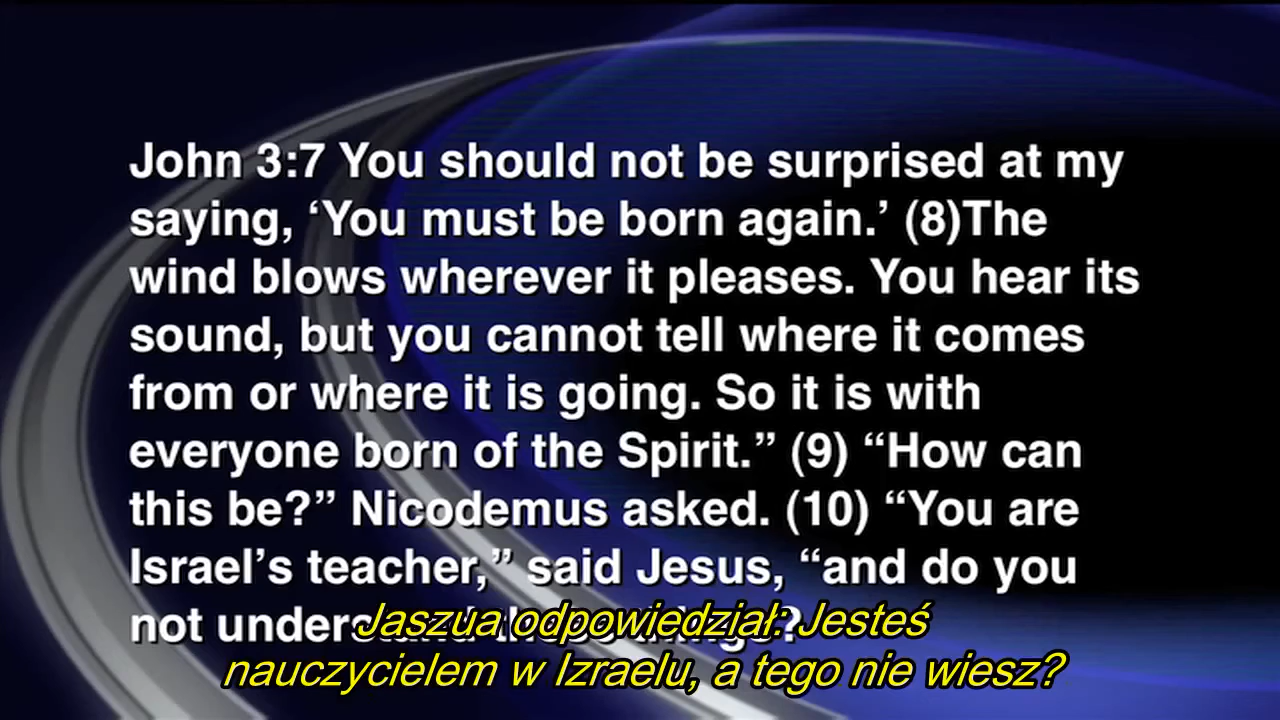 John 3:7 You should not be surprised at my
saying, ‘You must be born again.’ (8)The
wind blows wherever it pleases. You hear its
sound, but you cannot tell where it comes
from or where it is going. So it is with
everyone born of the Spirit.” (9) “How can
this be?” Nicodemus asked. (10) “You are
Israel’s teacher,” said Jesus, “and do you
not understand these things?
Jaszua odpowiedział: Jesteś
nauczycielem w Izraelu, a tego nie wiesz?